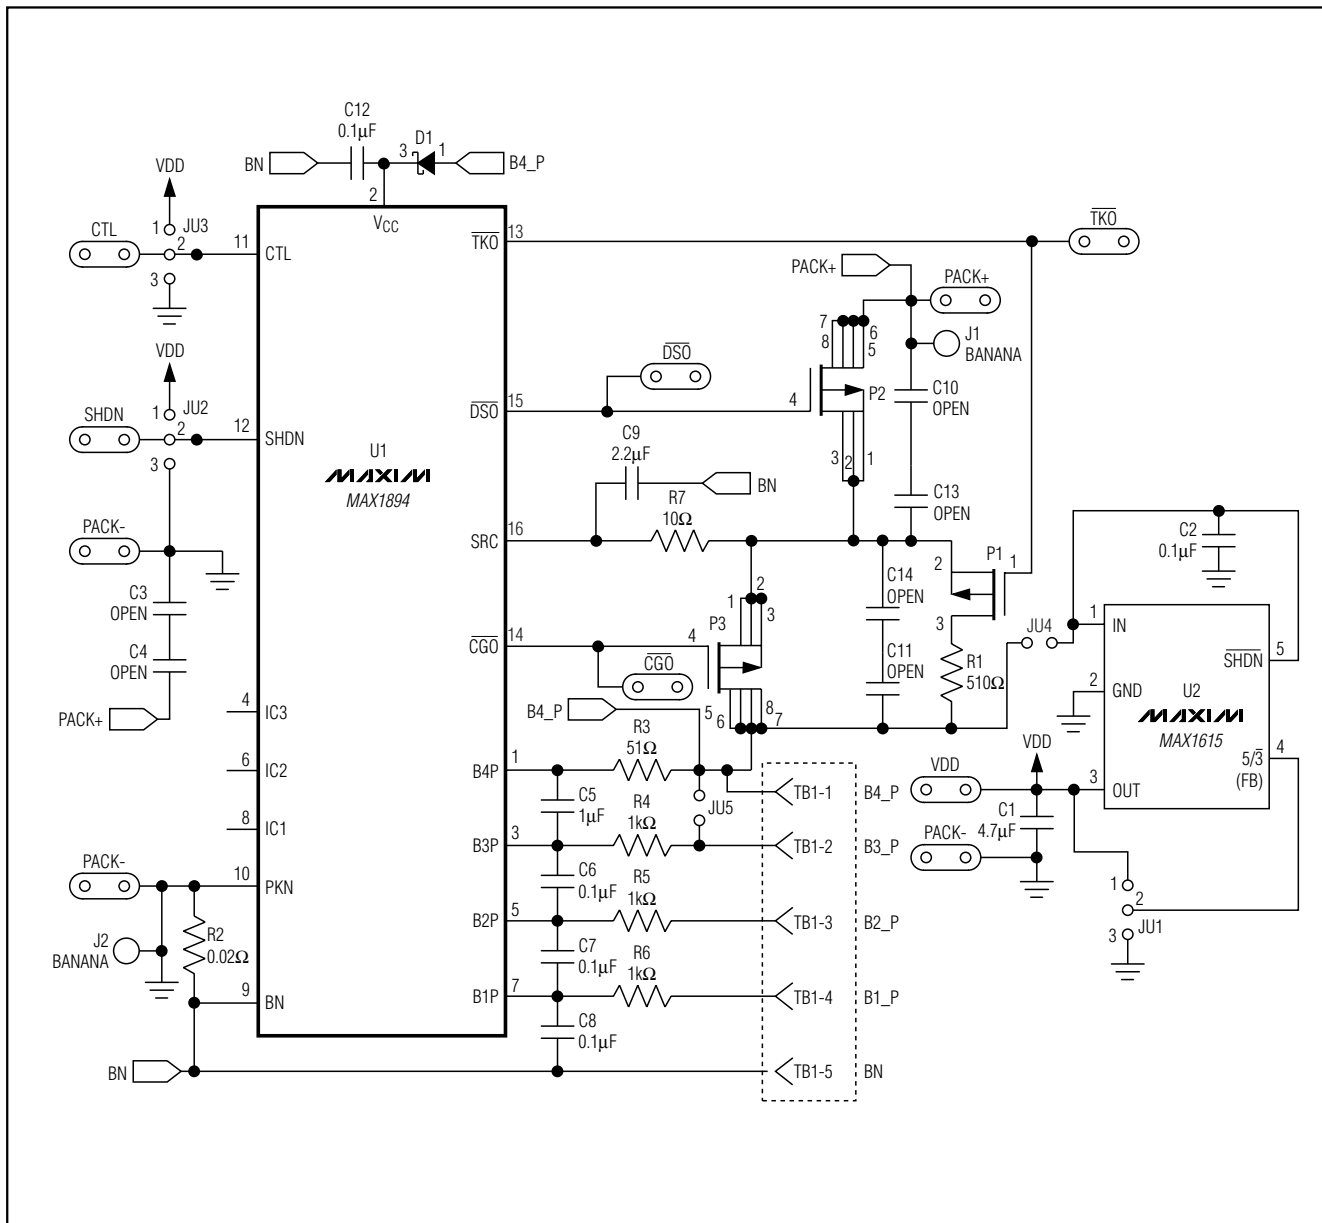 C12
0.1µF
D1
BN
3
1
B4_P
2
VCC
VDD
1
JU3
2
3
CTL
11
CTL
T̅K̅O̅
13
T̅K̅O̅
PACK+
PACK+
J1
BANANA
7
8
6
5
P2
4
3
2
1
C10
OPEN
C13
OPEN
VDD
1
JU2
2
3
SHDN
12
SHDN
D̅S̅O̅
D̅S̅O̅
15
U1
MAXIM
MAX1894
C9
2.2µF
BN
R7
10Ω
SRC
16
PACK-
C3
OPEN
C4
OPEN
PACK+
P1
2
1
3
R1
510Ω
C14
OPEN
C11
OPEN
C̅G̅O̅
14
C̅G̅O̅
P3
4
1
2
3
5
6
8
7
B4_P
JU4
C2
0.1µF
1
IN
S̅H̅D̅N̅
5
2
GND
U2
MAXIM
MAX1615
4
5/3̅
(FB)
3
OUT
VDD
VDD
C1
4.7µF
PACK-
1
2
3
JU1
4
IC3
6
IC2
8
IC1
B4P
1
R3
51Ω
C5
1µF
JU5
TB1-1
B4_P
B3P
3
R4
1kΩ
TB1-2
B3_P
C6
0.1µF
B2P
5
R5
1kΩ
TB1-3
B2_P
C7
0.1µF
B1P
7
R6
1kΩ
TB1-4
B1_P
C8
0.1µF
TB1-5
BN
PACK-
10
PKN
J2
BANANA
R2
0.02Ω
9
BN
BN